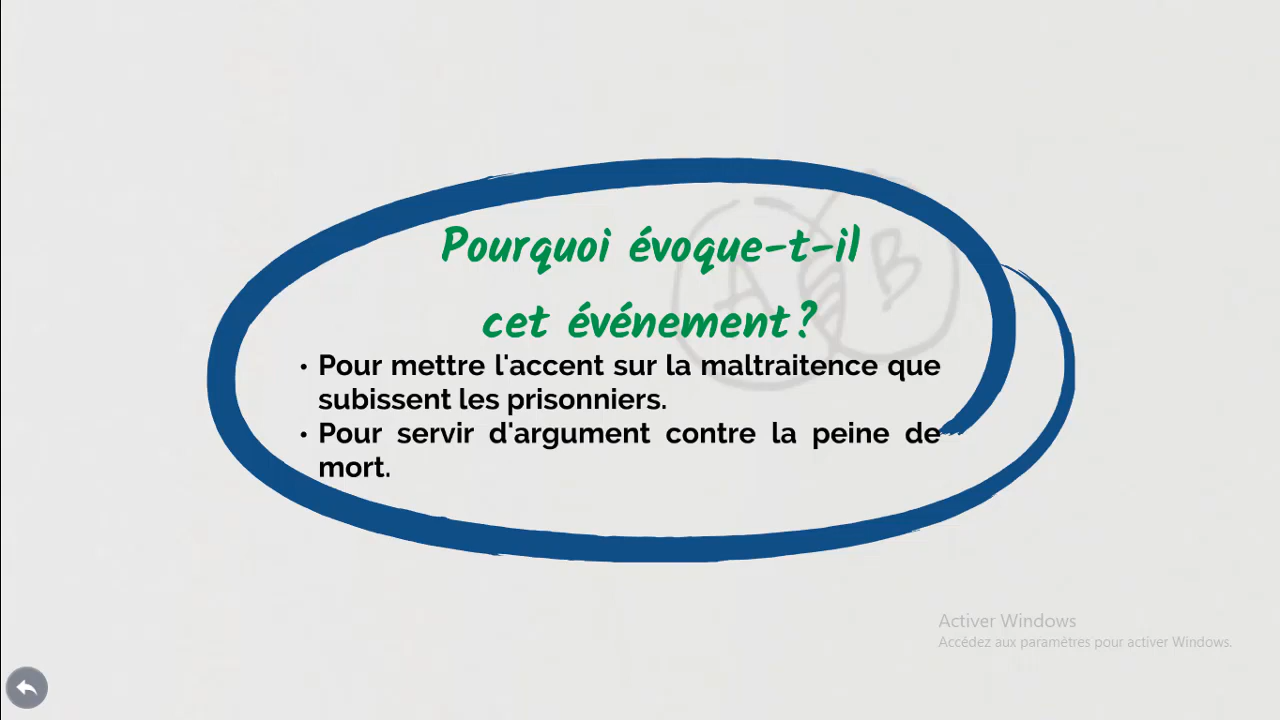 Pourquoi évoque-t-il
cet événement?
• Pour mettre l'accent sur la maltraitence que
subissent les prisonniers.
• Pour servir d'argument contre la peine de
mort.
A B
Activer Windows
Accédez aux paramètres pour activer Windows.